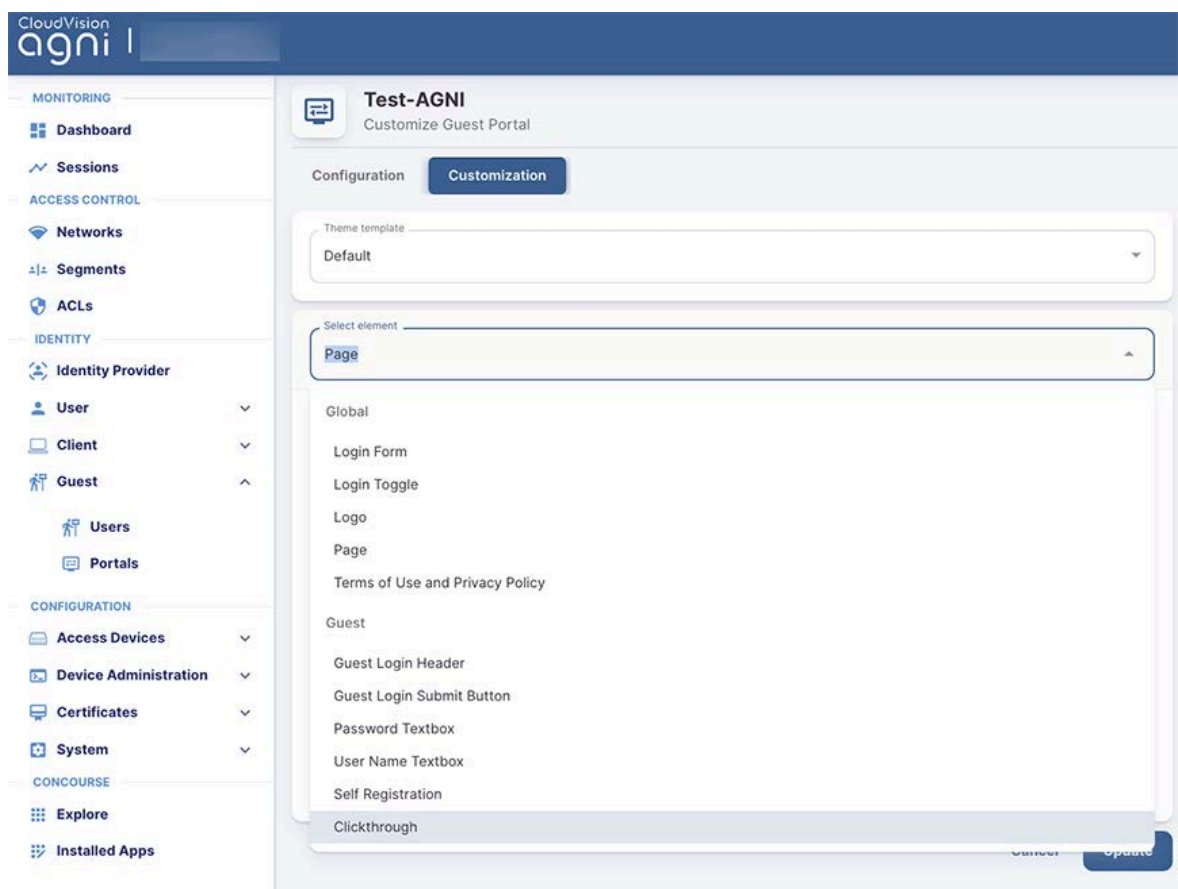 CloudVision
agni |
MONITORING
Dashboard
Sessions
ACCESS CONTROL
Networks
Segments
ACLs
IDENTITY
Identity Provider
User
Client
Guest
Users
Portals
CONFIGURATION
Access Devices
Device Administration
Certificates
System
CONCOURSE
Explore
Installed Apps
Test-AGNI
Customize Guest Portal
Configuration
Customization
Theme template
Default
Select element
Page
Global
Login Form
Login Toggle
Logo
Page
Terms of Use and Privacy Policy
Guest
Guest Login Header
Guest Login Submit Button
Password Textbox
User Name Textbox
Self Registration
Clickthrough
Cancel
Update